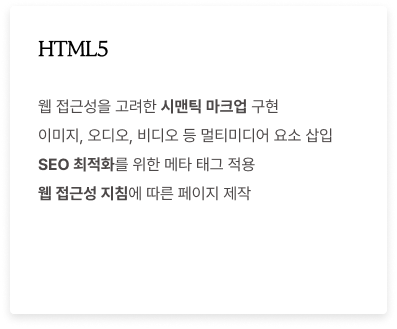 HTML5
웹 접근성을 고려한 시맨틱 마크업 구현
이미지, 오디오, 비디오 등 멀티미디어 요소 삽입
SEO 최적화를 위한 메타 태그 적용
웹 접근성 지침에 따른 페이지 제작